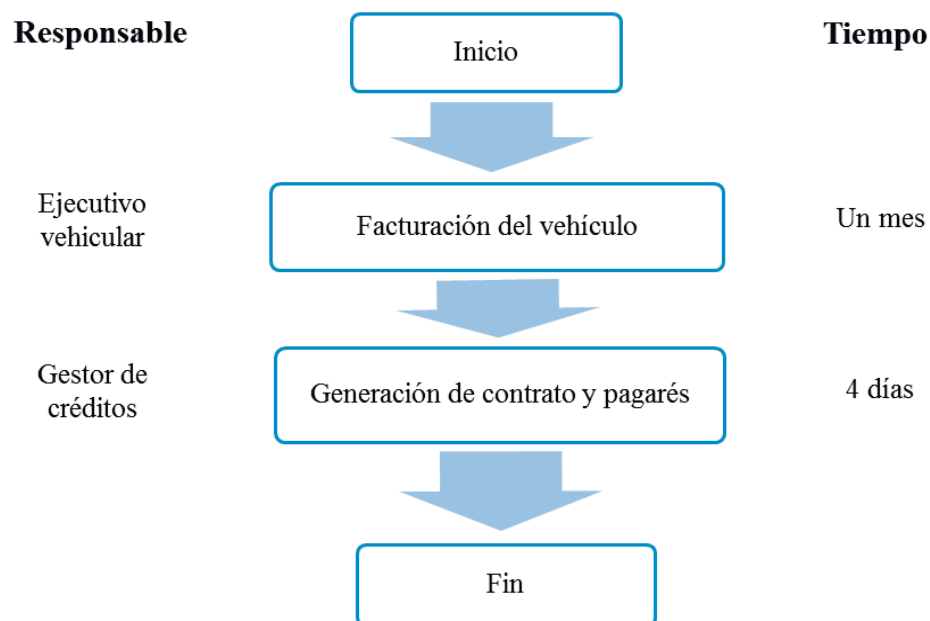 Responsable
Inicio
Tiempo
Ejecutivo
vehicular
Facturación del vehículo
Un mes
Gestor de
créditos
Generación de contrato y pagarés
4 días
Fin